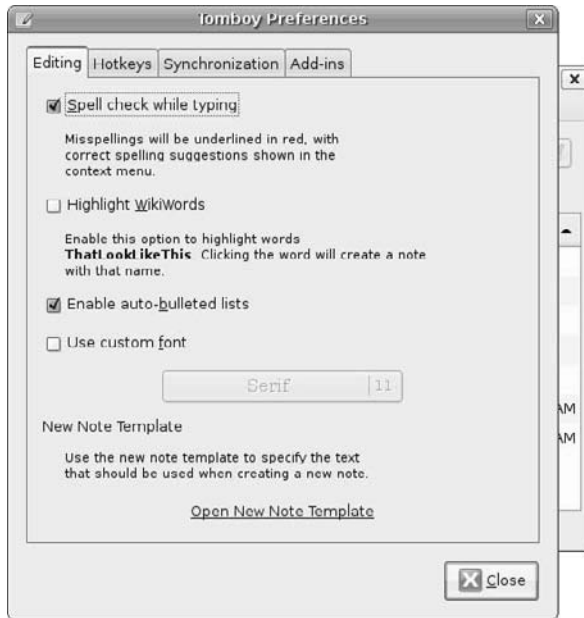 Tomboy Preferences
Editing Hotkeys Synchronization Add-ins
Spell check while typing
Misspellings will be underlined in red, with
correct spelling suggestions shown in the
context menu.
Highlight WikiWords
Enable this option to highlight words
ThatLookLikeThis. Clicking the word will create a note
with that name.
Enable auto-bulleted lists
Use custom font
Serif 11
AM
New Note Template
AM
Use the new note template to specify the text
that should be used when creating a new note.
Open New Note Template
Close